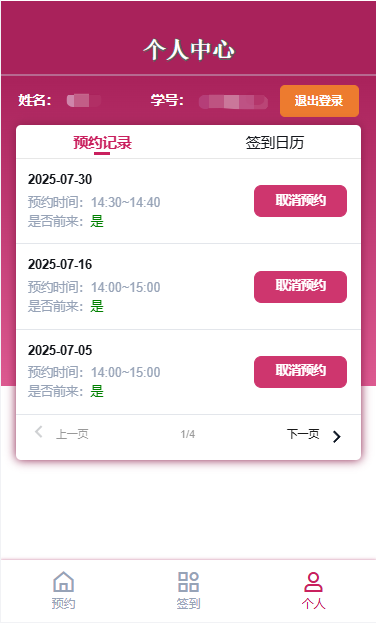 个人中心
姓名： 学号： 退出登录
预约记录 签到日历
2025-07-30
预约时间：14:30~14:40
是否前来：是
取消预约
2025-07-16
预约时间：14:00~15:00
是否前来：是
取消预约
2025-07-05
预约时间：14:00~15:00
是否前来：是
取消预约
上一页 1/4 下一页
预约 签到 个人